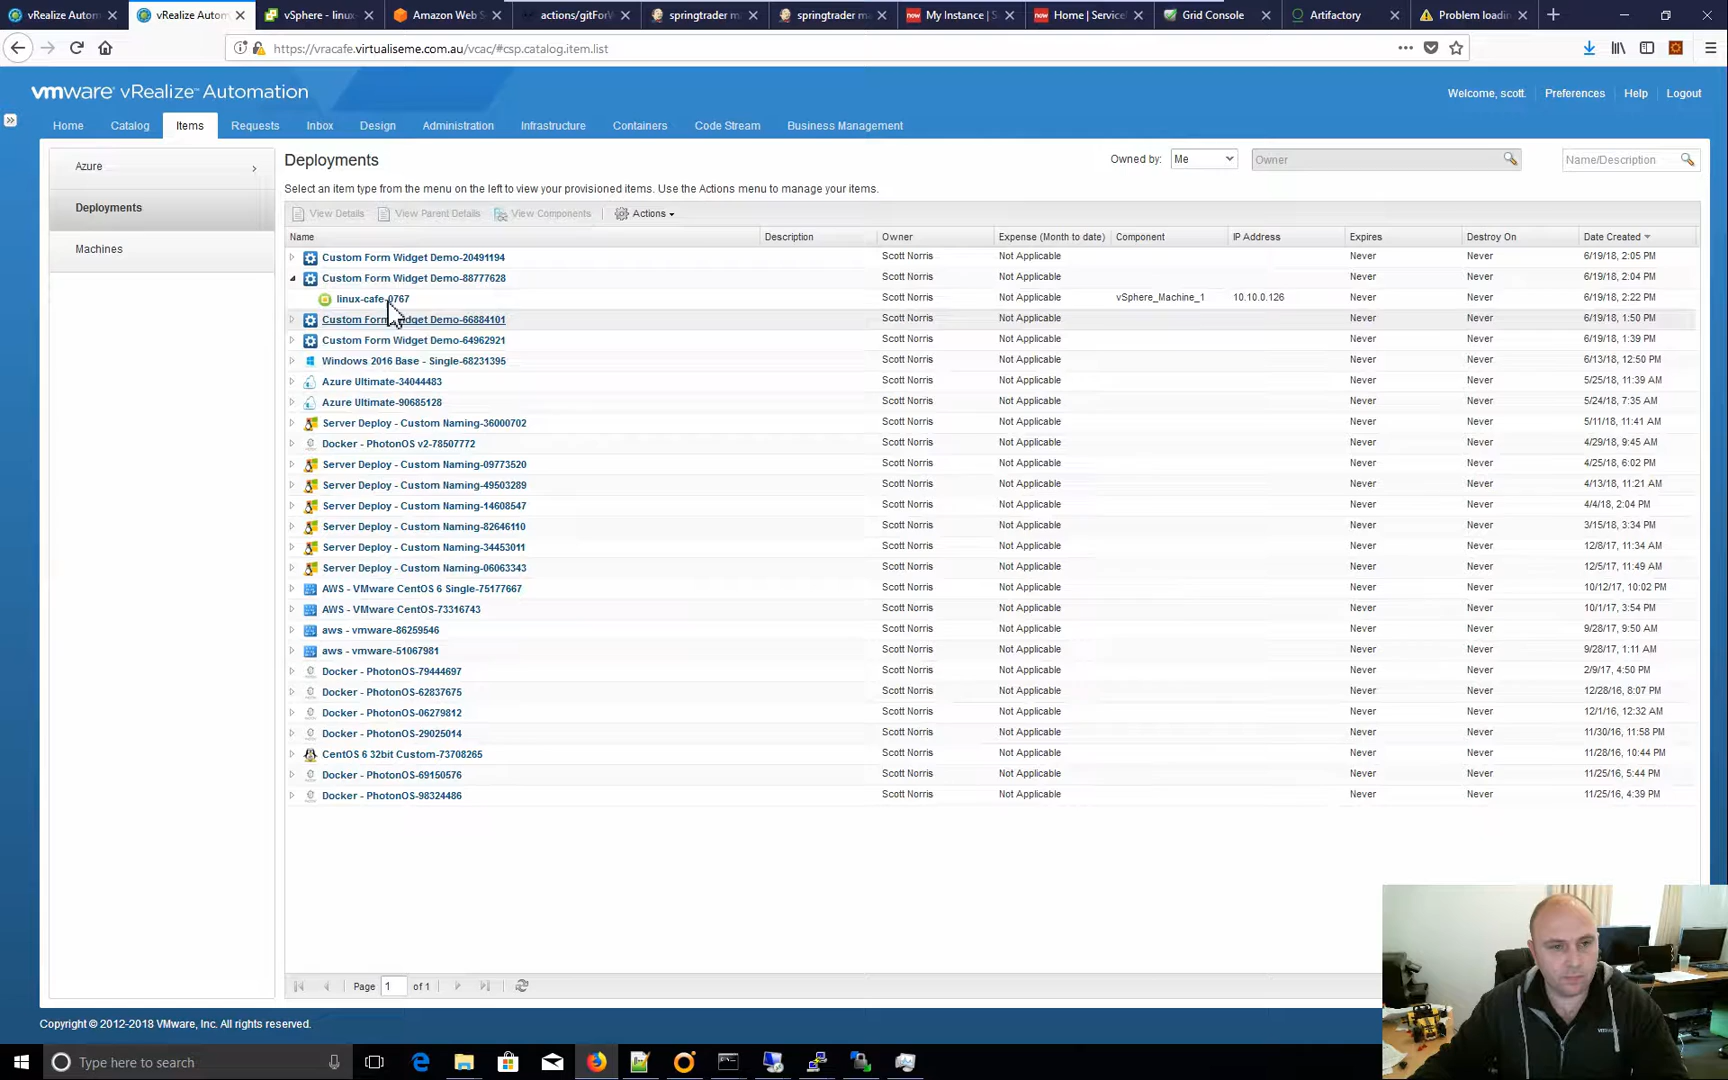 vRealize Autom
vRealize Autom
vSphere - linux-
Amazon Web S
actions/gitForW
springtrader m
springtrader m
My Instance | S
Home | Service
Grid Console
Artifactory
Problem loadin
https://vracafe.virtualiseme.com.au/vcac/#csp.catalog.item.list
vmware vRealize Automation
Welcome, scott. Preferences Help Logout
Home Catalog Items Requests Inbox Design Administration Infrastructure Containers Code Stream Business Management
Azure
Deployments
Machines
Deployments
Owned by: Me Owner Name/Description
Select an item type from the menu on the left to view your provisioned items. Use the Actions menu to manage your items.
View Details View Parent Details View Components Actions
Name Description Owner Expense (Month to date) Component IP Address Expires Destroy On Date Created
Custom Form Widget Demo-20491194 Scott Norris Not Applicable Never Never 6/19/18, 2:05 PM
Custom Form Widget Demo-88777628 Scott Norris Not Applicable Never Never 6/19/18, 2:04 PM
linux-cafe-0767 Scott Norris Not Applicable vSphere_Machine_1 10.10.0.126 Never Never 6/19/18, 2:22 PM
Custom Form Widget Demo-66884101 Scott Norris Not Applicable Never Never 6/19/18, 1:50 PM
Custom Form Widget Demo-64962921 Scott Norris Not Applicable Never Never 6/19/18, 1:39 PM
Windows 2016 Base - Single-68231395 Scott Norris Not Applicable Never Never 6/13/18, 12:50 PM
Azure Ultimate-34044483 Scott Norris Not Applicable Never Never 5/25/18, 11:39 AM
Azure Ultimate-90685128 Scott Norris Not Applicable Never Never 5/24/18, 7:35 AM
Server Deploy - Custom Naming-36000702 Scott Norris Not Applicable Never Never 5/11/18, 11:41 AM
Docker - PhotonOS v2-78507772 Scott Norris Not Applicable Never Never 4/29/18, 9:45 AM
Server Deploy - Custom Naming-09773520 Scott Norris Not Applicable Never Never 4/25/18, 6:02 PM
Server Deploy - Custom Naming-49503289 Scott Norris Not Applicable Never Never 4/13/18, 11:21 AM
Server Deploy - Custom Naming-14608547 Scott Norris Not Applicable Never Never 4/4/18, 2:04 PM
Server Deploy - Custom Naming-82646110 Scott Norris Not Applicable Never Never 3/15/18, 3:34 PM
Server Deploy - Custom Naming-34453011 Scott Norris Not Applicable Never Never 12/8/17, 11:34 AM
Server Deploy - Custom Naming-06063343 Scott Norris Not Applicable Never Never 12/5/17, 11:49 AM
AWS - VMware CentOS 6 Single-75177667 Scott Norris Not Applicable Never Never 10/12/17, 10:02 PM
AWS - VMware CentOS-73316743 Scott Norris Not Applicable Never Never 10/1/17, 3:54 PM
aws - vmware-86259546 Scott Norris Not Applicable Never Never 9/28/17, 9:50 AM
aws - vmware-51067981 Scott Norris Not Applicable Never Never 9/28/17, 1:11 AM
Docker - PhotonOS-79444697 Scott Norris Not Applicable Never Never 2/9/17, 4:50 PM
Docker - PhotonOS-62837675 Scott Norris Not Applicable Never Never 12/28/16, 8:07 PM
Docker - PhotonOS-06279812 Scott Norris Not Applicable Never Never 12/1/16, 12:32 AM
Docker - PhotonOS-29025014 Scott Norris Not Applicable Never Never 11/30/16, 11:58 PM
CentOS 6 32bit Custom-73708265 Scott Norris Not Applicable Never Never 11/28/16, 10:44 PM
Docker - PhotonOS-69150576 Scott Norris Not Applicable Never Never 11/25/16, 5:44 PM
Docker - PhotonOS-98324486 Scott Norris Not Applicable Never Never 11/25/16, 4:39 PM
Page 1 of 1
Copyright © 2012-2018 VMware, Inc. All rights reserved.
Type here to search